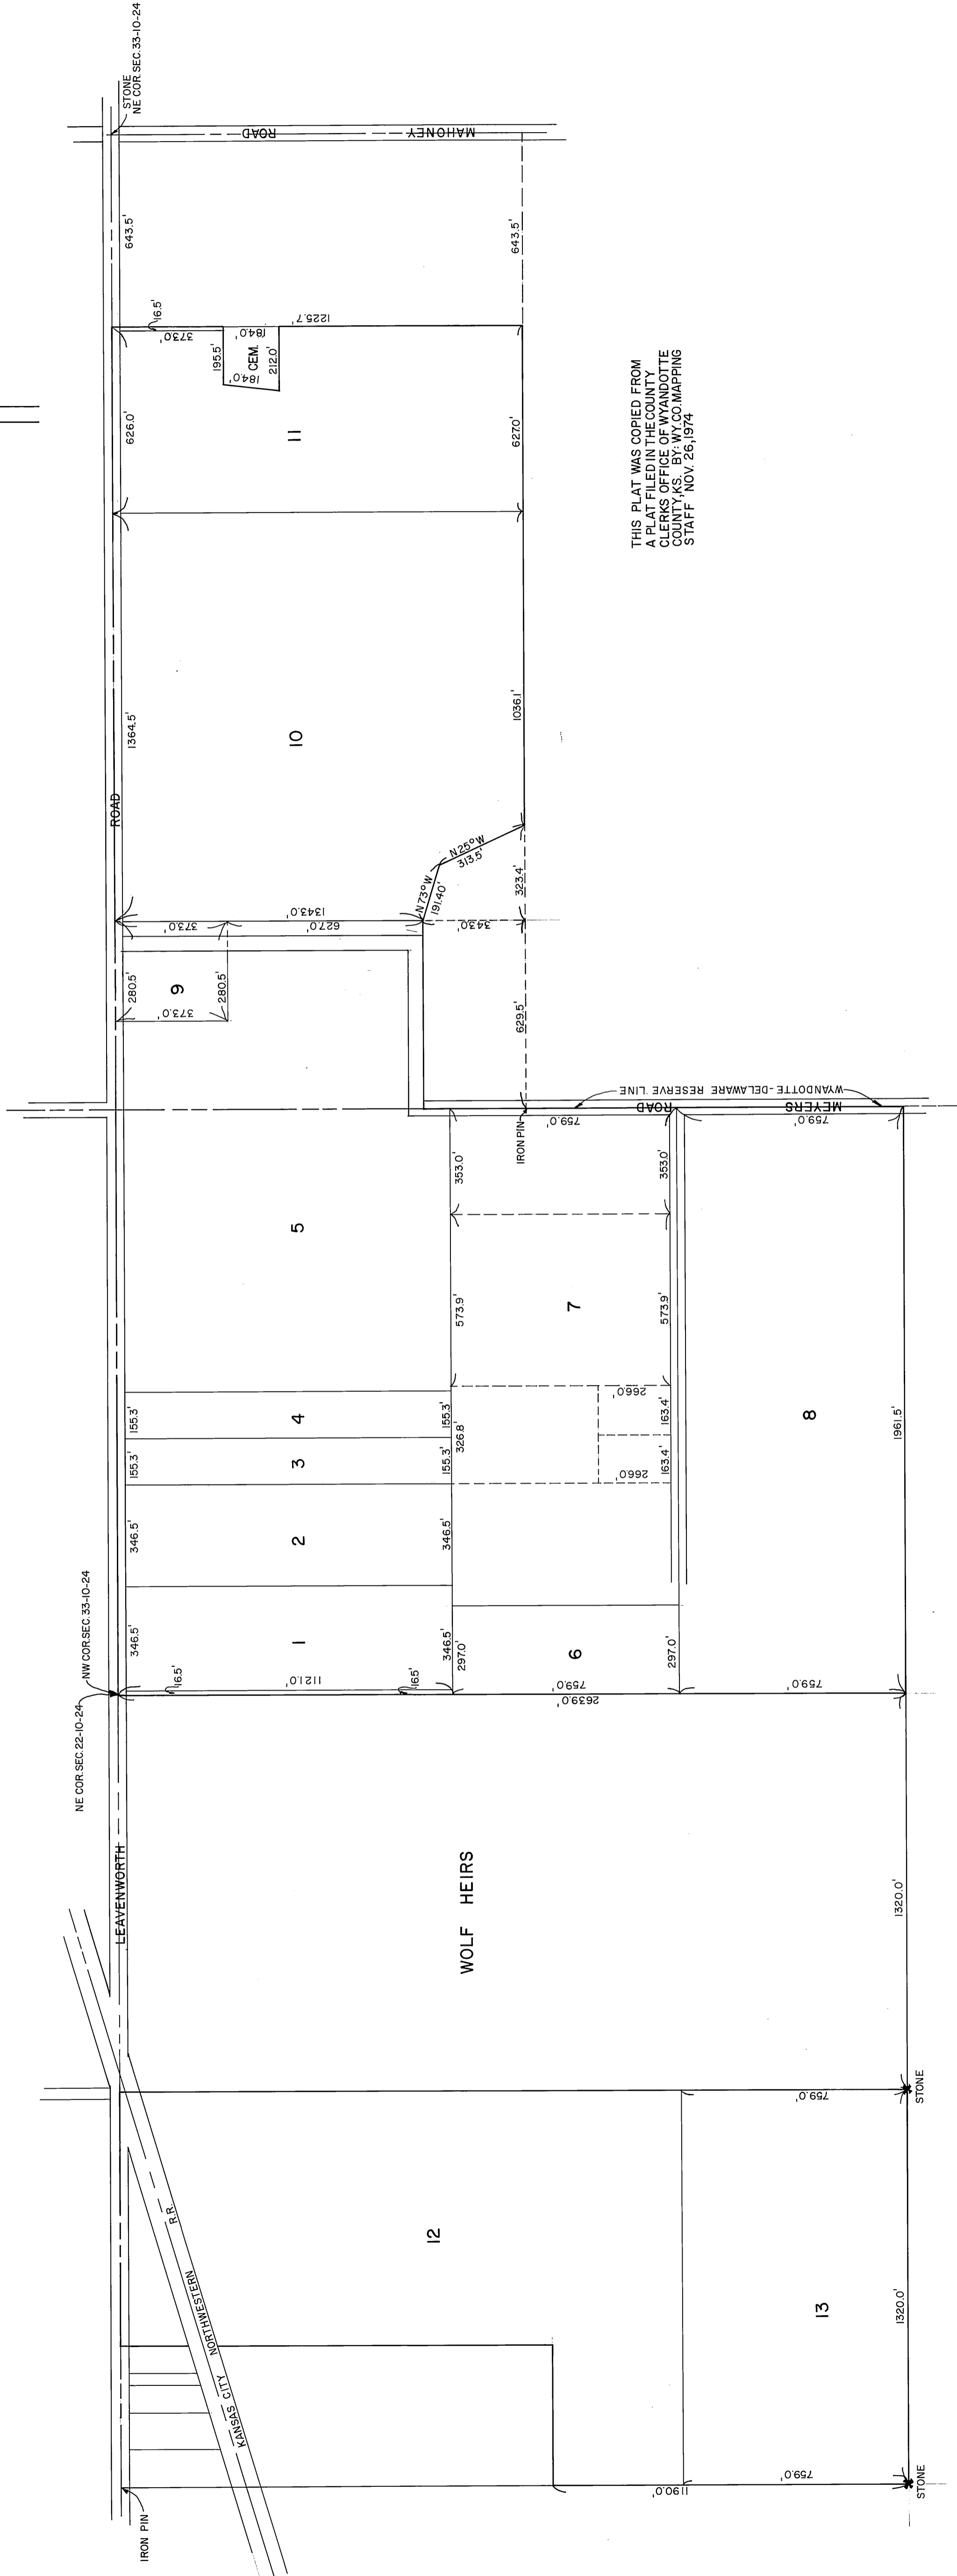 STONE
NE COR. SEC. 33-10-24
MAHONEY
ROAD
643.5'
643.5'
16.5'
373.0'
184.0'
1225.7'
195.5'
CEM.
184.0'
212.0'
626.0'
627.0'
11
THIS PLAT WAS COPIED FROM
A PLAT FILED IN THE COUNTY
CLERKS OFFICE OF WYANDOTTE
COUNTY, KS. BY: WY. CO. MAPPING
STAFF NOV. 26, 1974
1364.5'
10
1036.1'
ROAD
N 25° W
313.5'
N 73° W
191.40'
323.4'
1343.0'
373.0'
627.0'
343.0'
280.5'
9
280.5'
373.0'
629.5'
WYANDOTTE-DELAWARE RESERVE LINE
MEYERS
ROAD
759.0'
759.0'
IRON PIN
353.0'
353.0'
5
573.9'
7
573.9'
155.3'
4
155.3'
326.8'
266.0'
163.4'
8
1961.5'
155.3'
3
155.3'
266.0'
163.4'
346.5'
2
346.5'
NW COR. SEC. 33-10-24
NE COR. SEC. 22-10-24
346.5'
1
346.5'
297.0'
6
297.0'
16.5'
1121.0'
16.5'
759.0'
2639.0'
759.0'
LEAVENWORTH
WOLF HEIRS
1320.0'
759.0'
STONE
R.R.
KANSAS CITY NORTHWESTERN
12
13
1320.0'
IRON PIN
1190.0'
759.0'
STONE